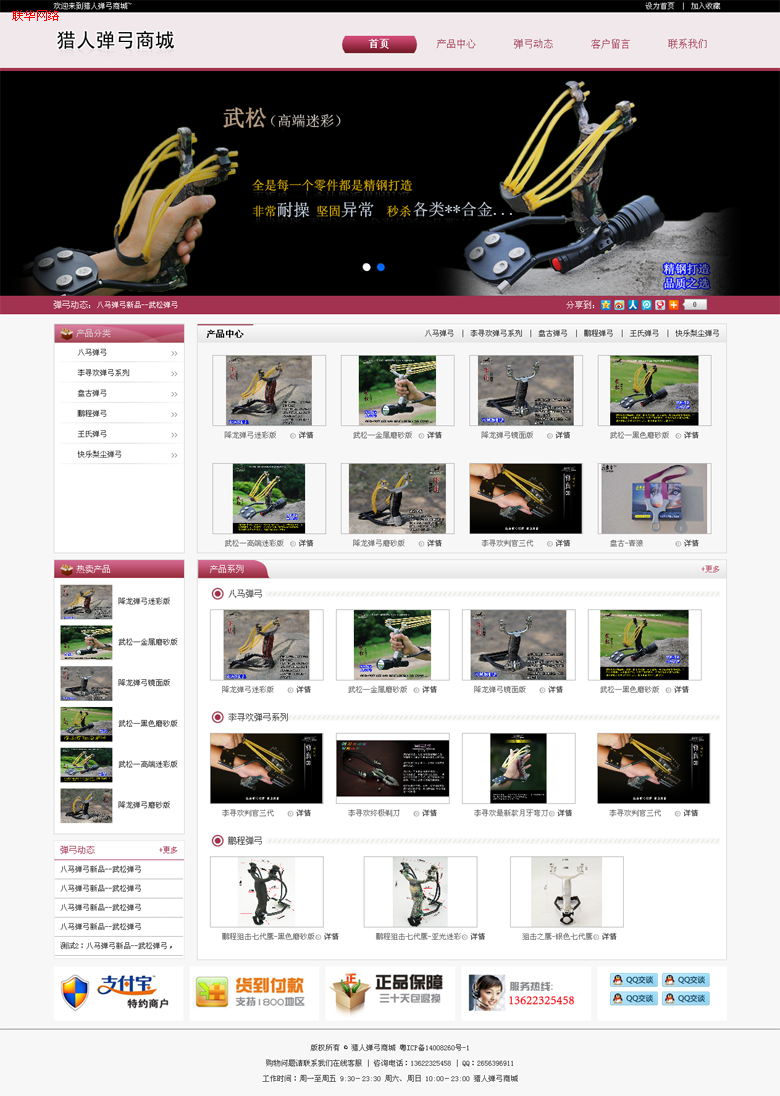 欢迎来到猎人弹弓商城~
设为首页 | 加入收藏
联华网络
猎人弹弓商城
首页 产品中心 弹弓动态 客户留言 联系我们
武松(高端迷彩)
全是每一个零件都是精钢打造
非常耐操 坚固异常 秒杀各类**合金...
精钢打造
品质之选
弹弓动态: 八马弹弓新品--武松弹弓
分享到: 0
产品分类
八马弹弓 >>
李寻欢弹弓系列 >>
盘古弹弓 >>
鹏程弹弓 >>
王氏弹弓 >>
快乐梨尘弹弓 >>
产品中心
八马弹弓 | 李寻欢弹弓系列 | 盘古弹弓 | 鹏程弹弓 | 王氏弹弓 | 快乐梨尘弹弓
降龙弹弓迷彩版 详情
武松一金属磨砂版 详情
降龙弹弓镜面版 详情
武松一黑色磨砂版 详情
武松一高端迷彩版 详情
降龙弹弓磨砂版 详情
李寻欢判官三代 详情
详情
热卖产品
降龙弹弓迷彩版
武松一金属磨砂版
降龙弹弓镜面版
武松一黑色磨砂版
武松一高端迷彩版
降龙弹弓磨砂版
产品系列
+更多
八马弹弓
降龙弹弓迷彩版 详情
武松一金属磨砂版 详情
降龙弹弓镜面版 详情
武松一黑色磨砂版 详情
李寻欢弹弓系列
李寻欢判官三代 详情
李寻欢终极剃刀 详情
李寻欢最新款月牙弯刀 详情
李寻欢判官三代 详情
鹏程弹弓
鹏程狙击七代鹰-黑色磨砂版 详情
鹏程狙击七代鹰-亚光迷彩 详情
狙击之鹰-银色七代鹰 详情
弹弓动态
+更多
八马弹弓新品--武松弹弓
八马弹弓新品--武松弹弓
八马弹弓新品--武松弹弓
八马弹弓新品--武松弹弓
测试2:八马弹弓新品--武松弹弓,
支付宝
特约商户
货到付款
支持1800地区
正
正品保障
三十天包退换
服务热线:
13622325458
QQ交谈 QQ交谈
QQ交谈 QQ交谈
版权所有 © 猎人弹弓商城 粤ICP备14008260号-1
购物问题请联系我们在线客服 | 咨询电话:13622325458 | QQ:2656396911
工作时间:周一至周五 9:30-23:30 周六、周日 10:00-23:00 猎人弹弓商城